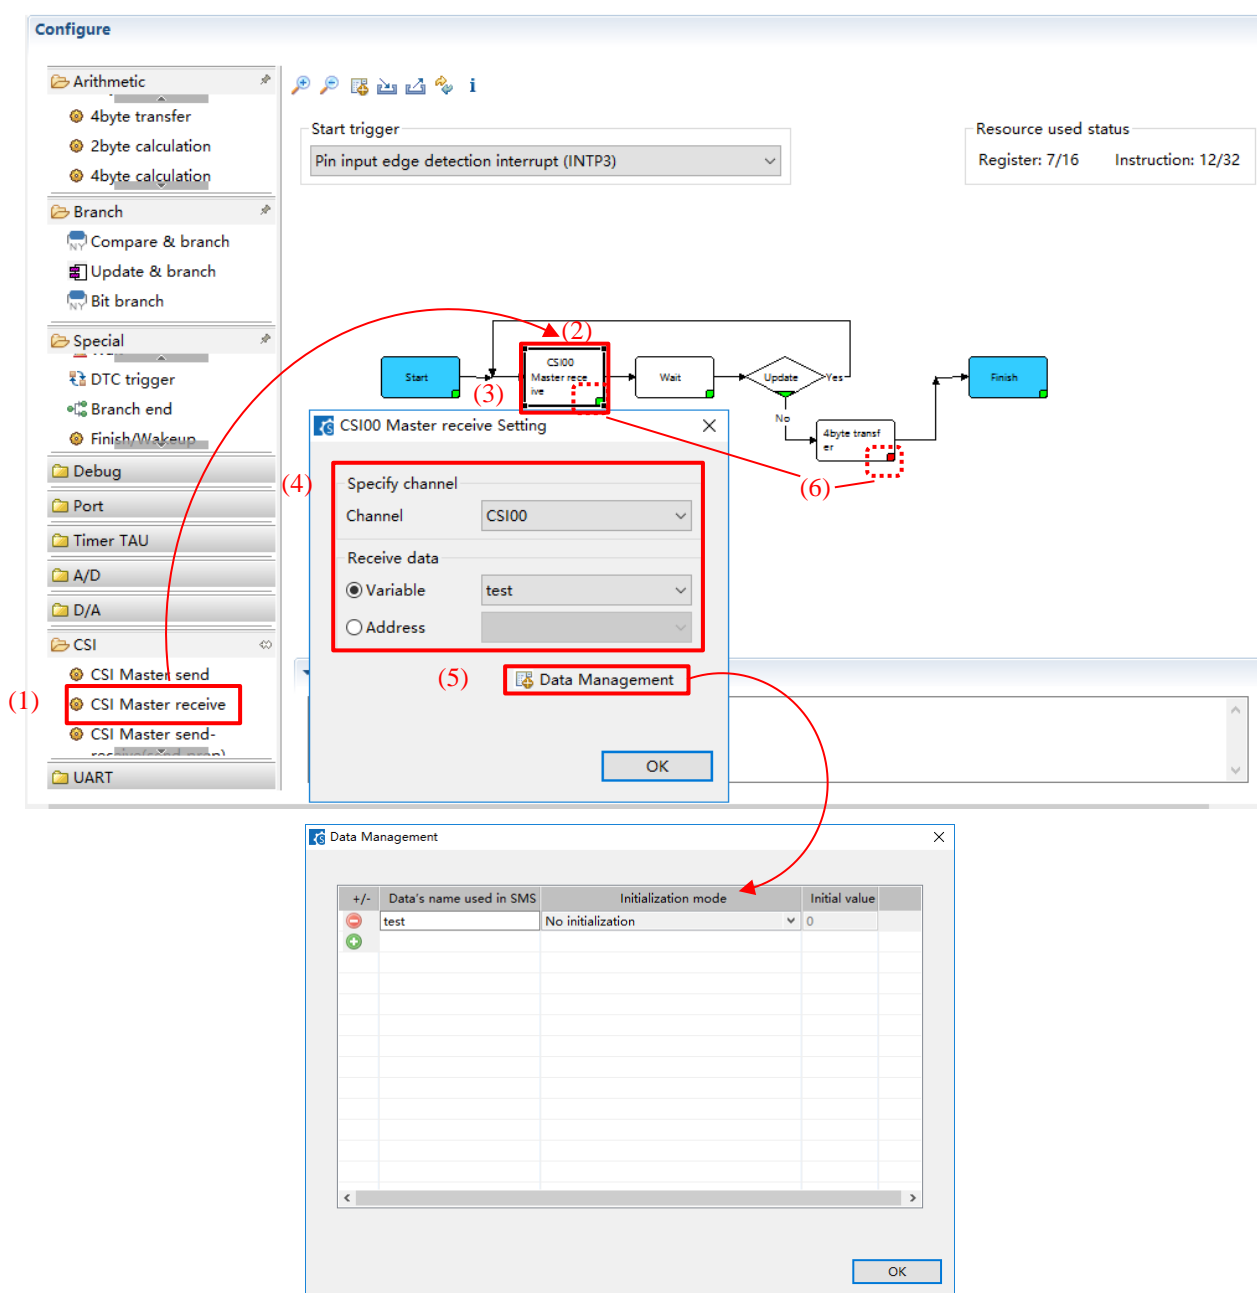 Configure
Arithmetic
4byte transfer
2byte calculation
4byte calculation
Branch
Compare & branch
Update & branch
Bit branch
Special
DTC trigger
Branch end
Finish/Wakeup
Debug
Port
Timer TAU
A/D
D/A
CSI
CSI Master send
(1)
CSI Master receive
CSI Master send-
UART
Start trigger
Pin input edge detection interrupt (INTP3)
Resource used status
Register: 7/16 Instruction: 12/32
(2)
Start
CSI00
Master rece
ive
Wait
Update
Yes
Finish
(3)
No
4byte transf
er
(6)
CSI00 Master receive Setting
(4)
Specify channel
Channel CSI00
Receive data
Variable test
Address
(5)
Data Management
OK
Data Management
+/- Data's name used in SMS Initialization mode Initial value
test No initialization 0
OK